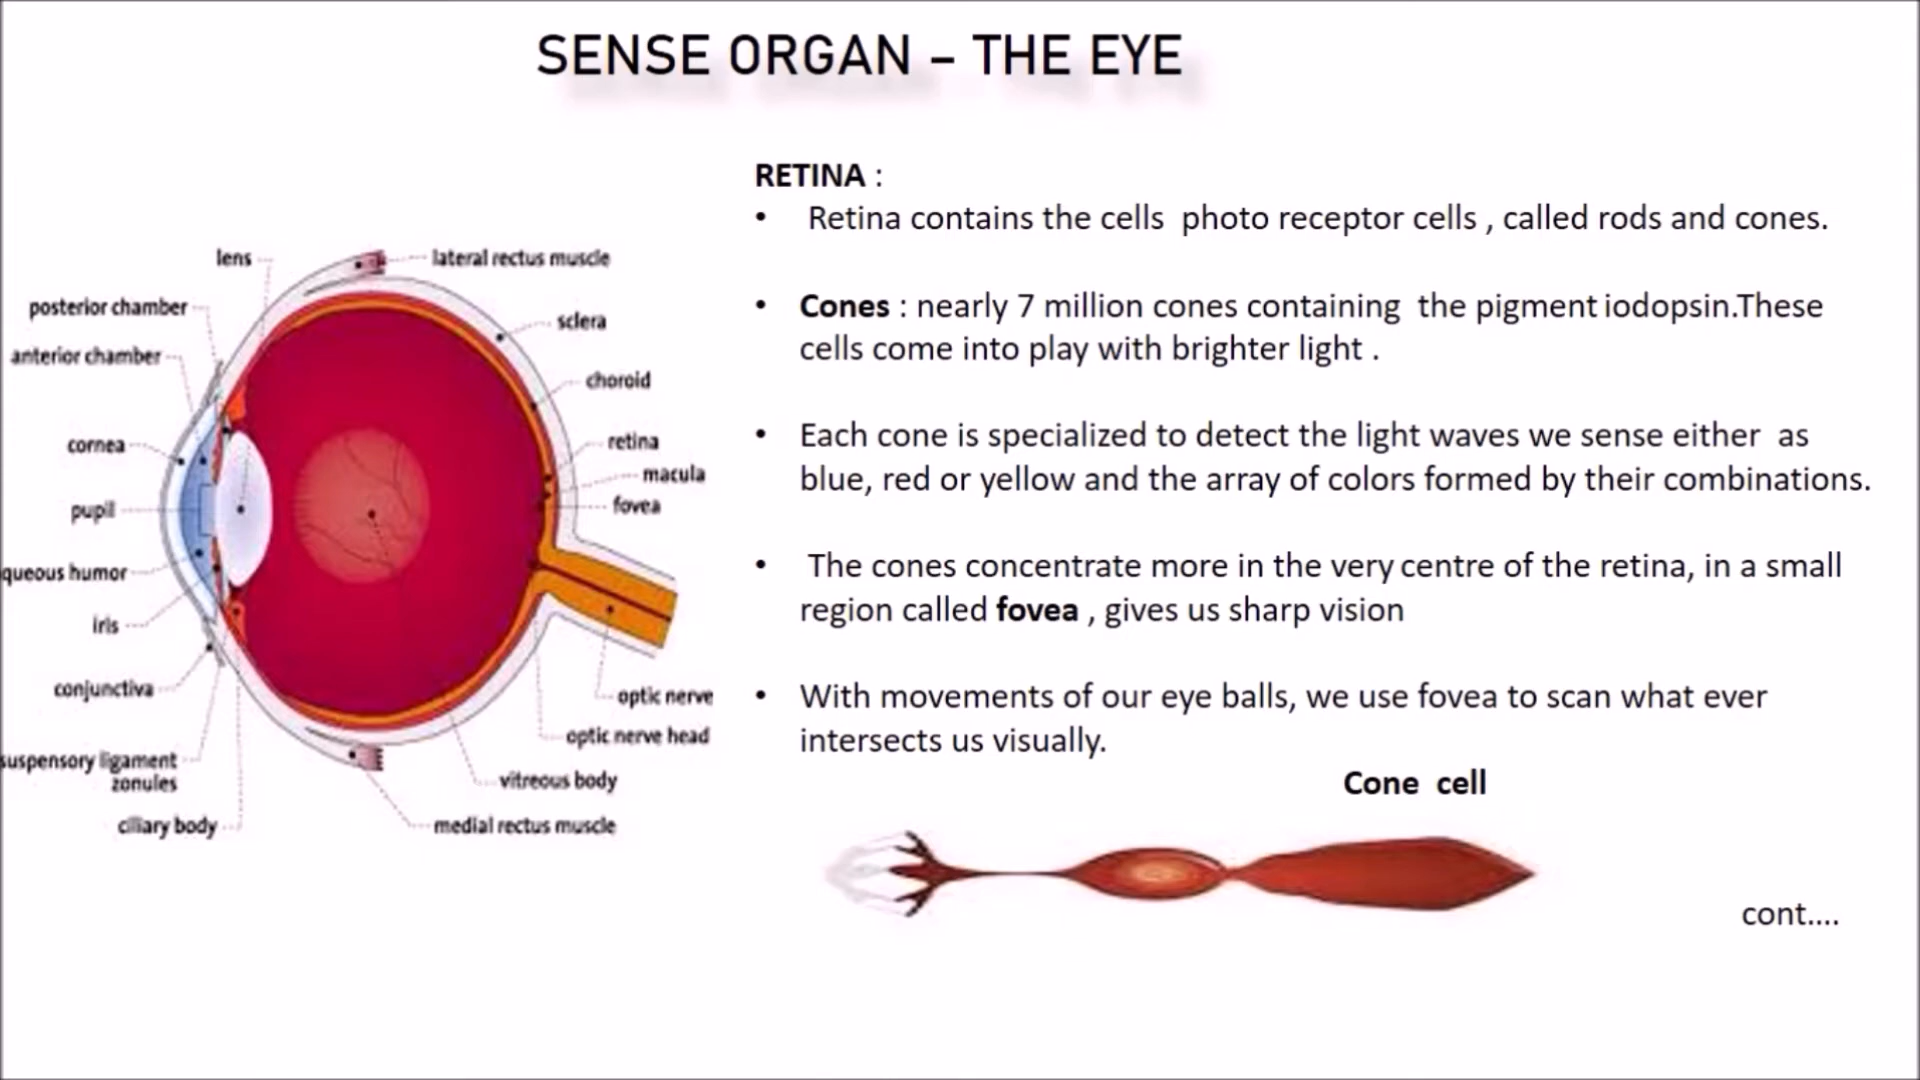 SENSE ORGAN – THE EYE
RETINA :
• Retina contains the cells photo receptor cells , called rods and cones.
• Cones : nearly 7 million cones containing the pigment iodopsin.These
cells come into play with brighter light .
• Each cone is specialized to detect the light waves we sense either as
blue, red or yellow and the array of colors formed by their combinations.
• The cones concentrate more in the very centre of the retina, in a small
region called fovea , gives us sharp vision
• With movements of our eye balls, we use fovea to scan what ever
intersects us visually.
Cone cell
cont....
lens
posterior chamber
anterior chamber
cornea
pupil
queous humor
iris
conjunctiva
suspensory ligament
zonules
ciliary body
lateral rectus muscle
sclera
choroid
retina
macula
fovea
optic nerve
optic nerve head
vitreous body
medial rectus muscle